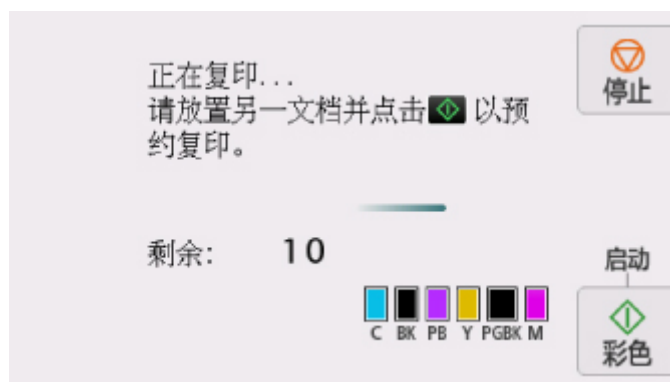 正在复印...
请放置另一文档并点击 以预
约复印。
停止
剩余: 10
启动
C BK PB Y PGBK M
彩色